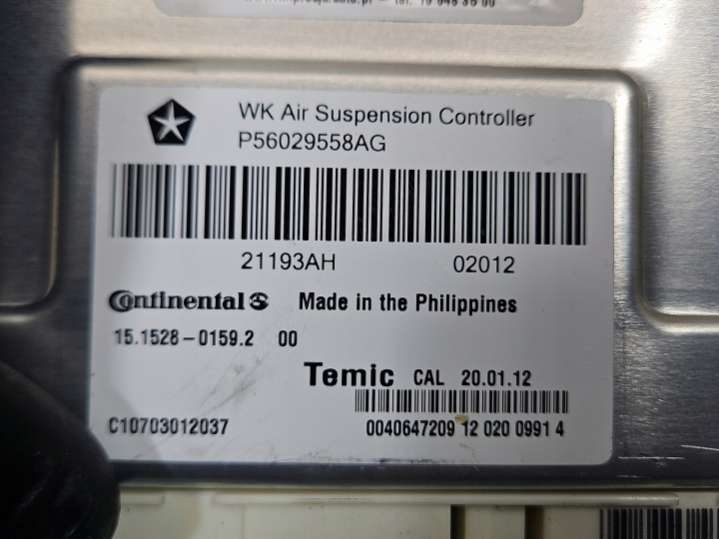 WK Air Suspension Controller
P56029558AG
21193AH 02012
Continental Made in the Philippines
15.1528-0159.2 00
Temic CAL 20.01.12
C10703012037 0040647209 12 020 0991 4